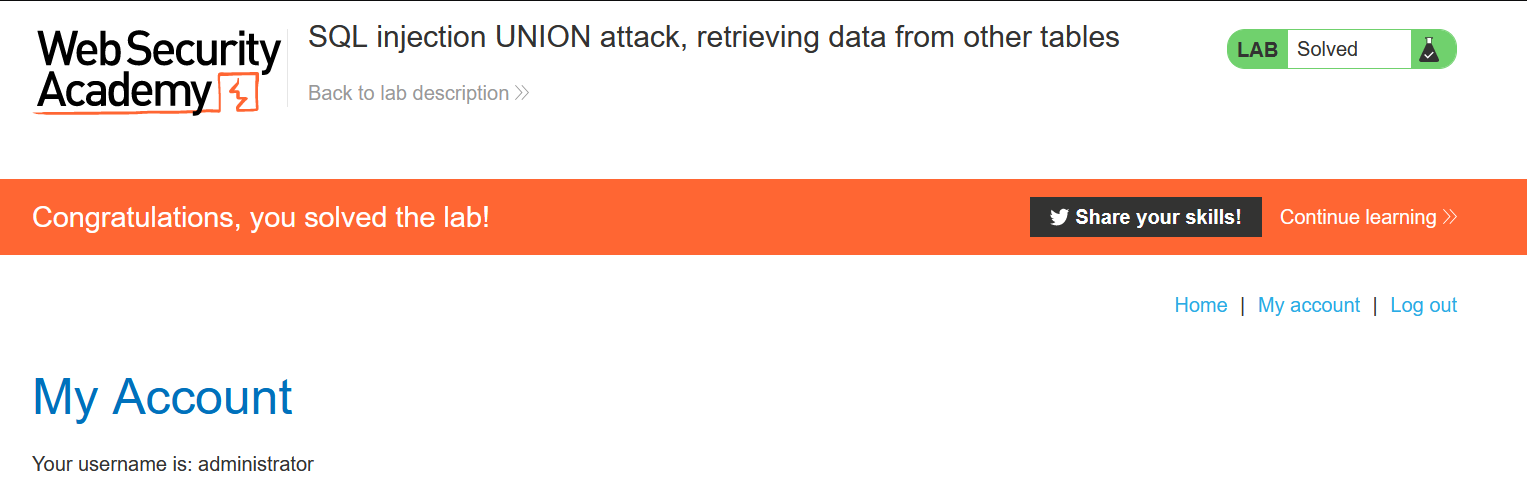 Web Security
Academy
SQL injection UNION attack, retrieving data from other tables
Back to lab description
LAB Solved
Congratulations, you solved the lab!
Share your skills! Continue learning
Home | My account | Log out
My Account
Your username is: administrator